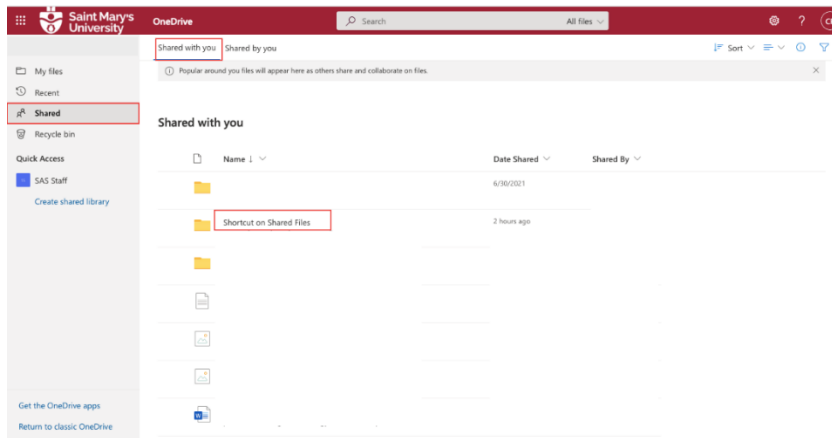 Saint Mary's
University
OneDrive
Search
All files
?
Shared with you
Shared by you
Sort
My files
Popular around you files will appear here as others share and collaborate on files.
Recent
Shared
Recycle bin
Quick Access
SAS Staff
Create shared library
Shared with you
Name ↓
Date Shared
Shared By
6/30/2021
Shortcut on Shared Files
2 hours ago
Get the OneDrive apps
Return to classic OneDrive